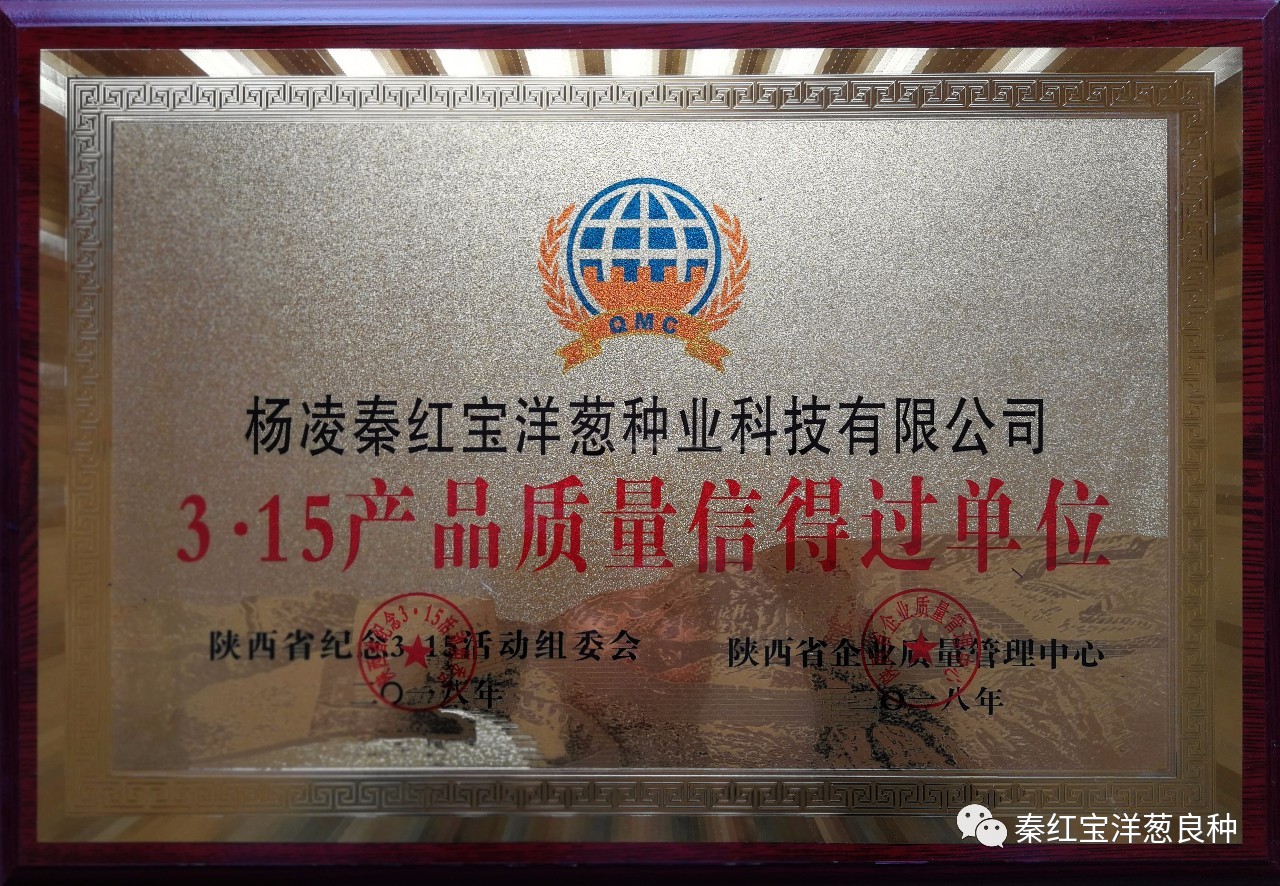 QMC
杨凌秦红宝洋葱种业科技有限公司
3·15产品质量信得过单位
陕西省纪念3·15活动组委会
二〇一八年
陕西省企业质量管理中心
二〇一八年
秦红宝洋葱良种